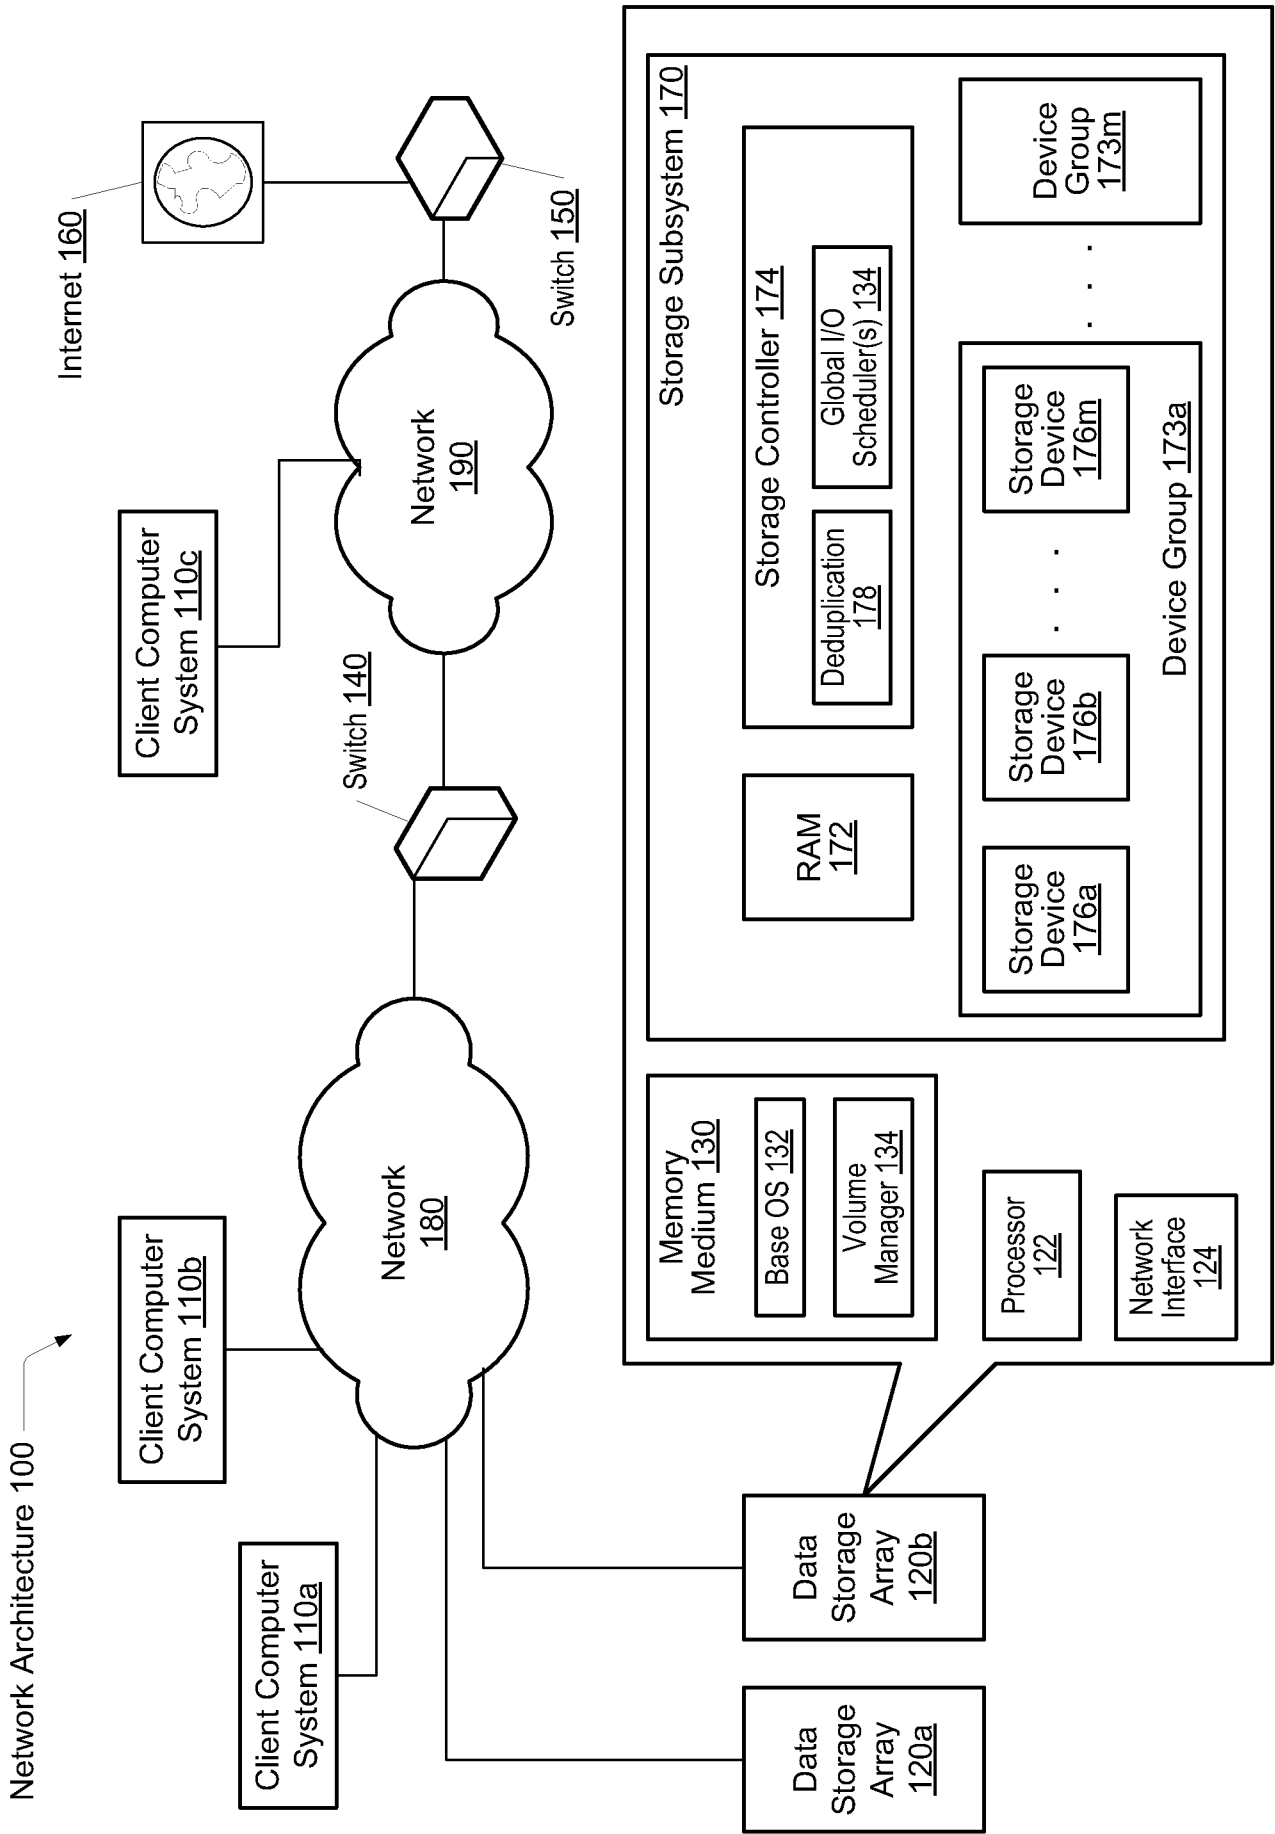 Network Architecture 100
Client Computer
System 110a
Client Computer
System 110b
Client Computer
System 110c
Internet 160
Network
180
Switch 140
Network
190
Switch 150
Data
Storage
Array
120a
Data
Storage
Array
120b
Memory
Medium 130
Base OS 132
Volume
Manager 134
Processor
122
Network
Interface
124
Storage Subsystem 170
RAM
172
Storage Controller 174
Deduplication
178
Global I/O
Scheduler(s) 134
Storage
Device
176a
Storage
Device
176b
. . .
Storage
Device
176m
Device Group 173a
. . .
Device
Group
173m